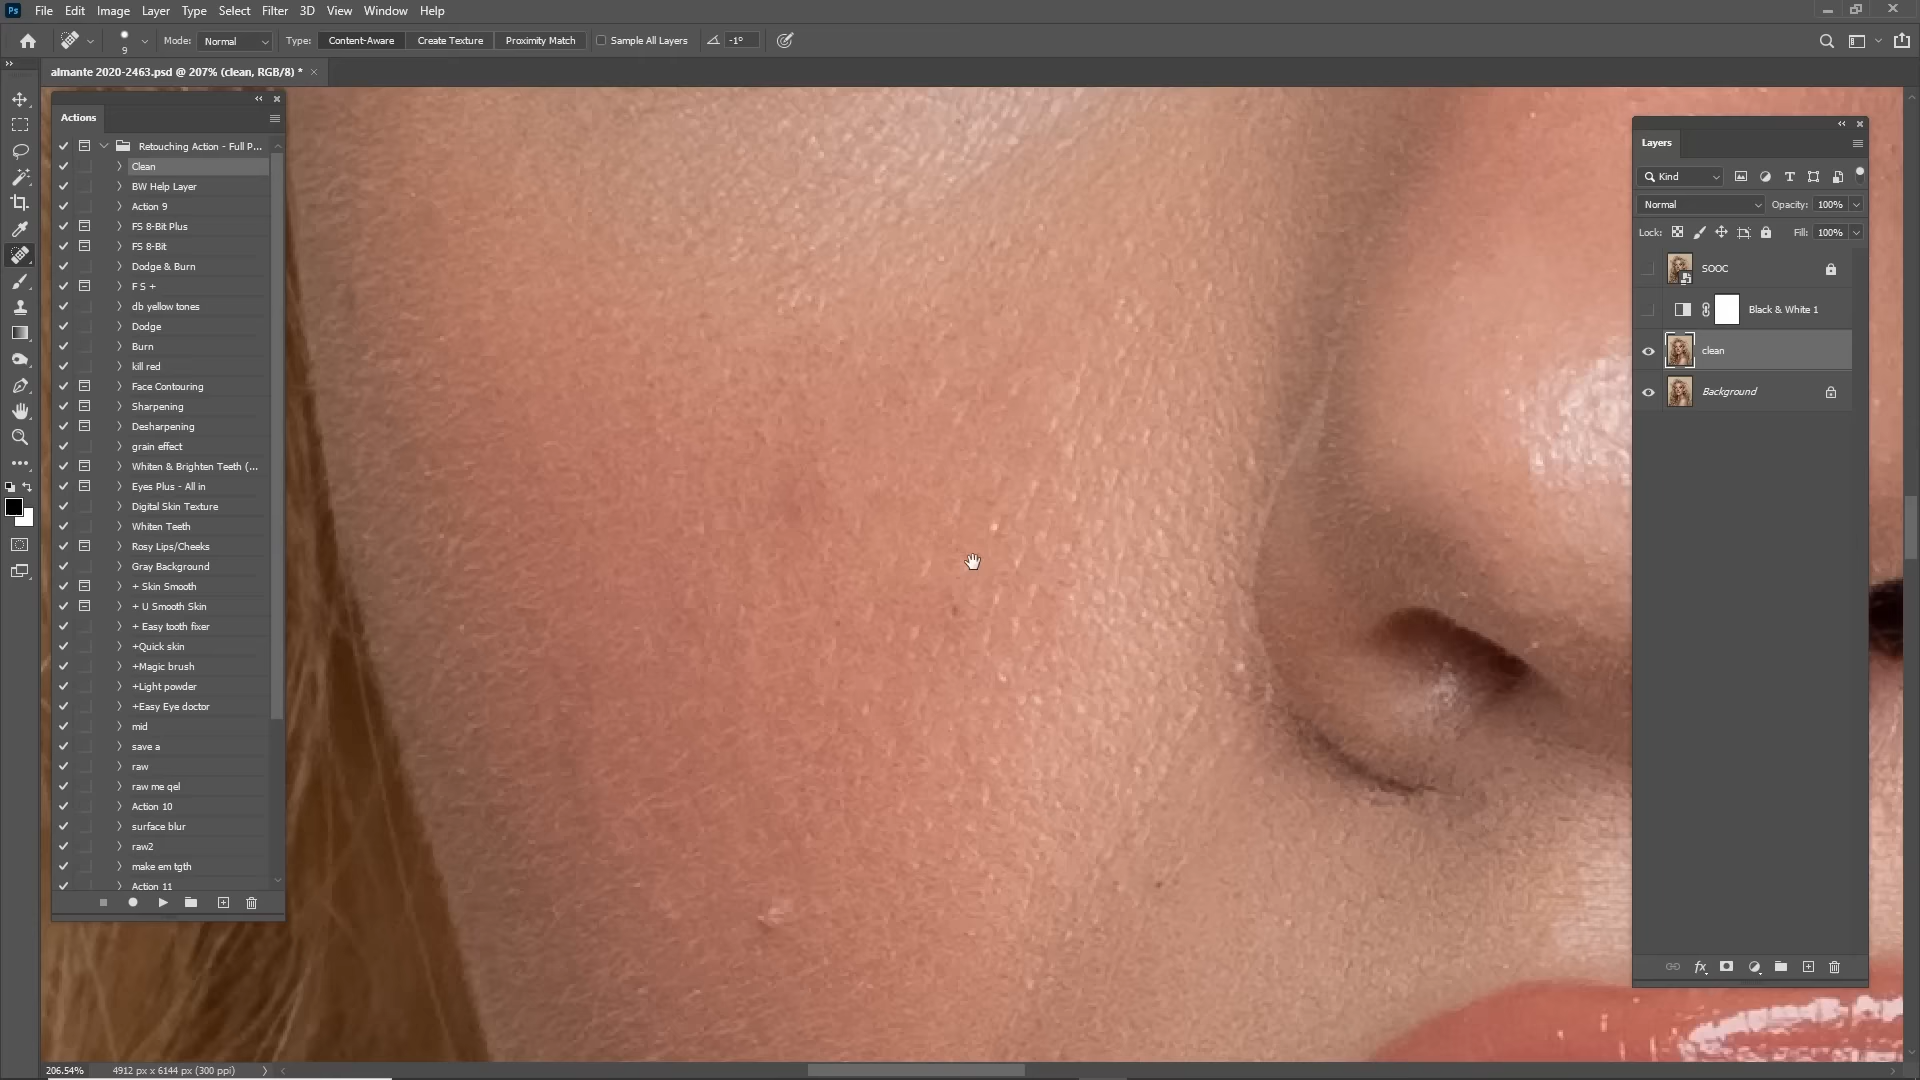 Ps File Edit Image Layer Type Select Filter 3D View Window Help
9 Mode: Normal Type: Content-Aware Create Texture Proximity Match Sample All Layers -1°
almante 2020-2463.psd @ 207% (clean, RGB/8) *
Actions
Retouching Action - Full P...
Clean
BW Help Layer
Action 9
FS 8-Bit Plus
FS 8-Bit
Dodge & Burn
F S +
db yellow tones
Dodge
Burn
kill red
Face Contouring
Sharpening
Desharpening
grain effect
Whiten & Brighten Teeth (...
Eyes Plus - All in
Digital Skin Texture
Whiten Teeth
Rosy Lips/Cheeks
Gray Background
+ Skin Smooth
+ U Smooth Skin
+ Easy tooth fixer
+Quick skin
+Magic brush
+Light powder
+Easy Eye doctor
mid
save a
raw
raw me qel
Action 10
surface blur
raw2
make em tgth
Action 11
Layers
Kind
Normal Opacity: 100%
Lock: Fill: 100%
SOOC
Black & White 1
clean
Background
fx
206.54% 4912 px x 6144 px (300 ppi)